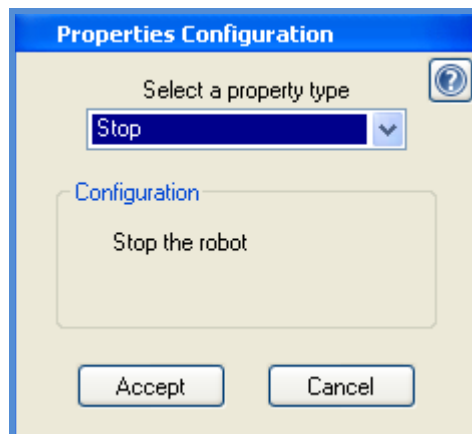 Properties Configuration
Select a property type
?
Stop
Configuration
Stop the robot
Accept
Cancel